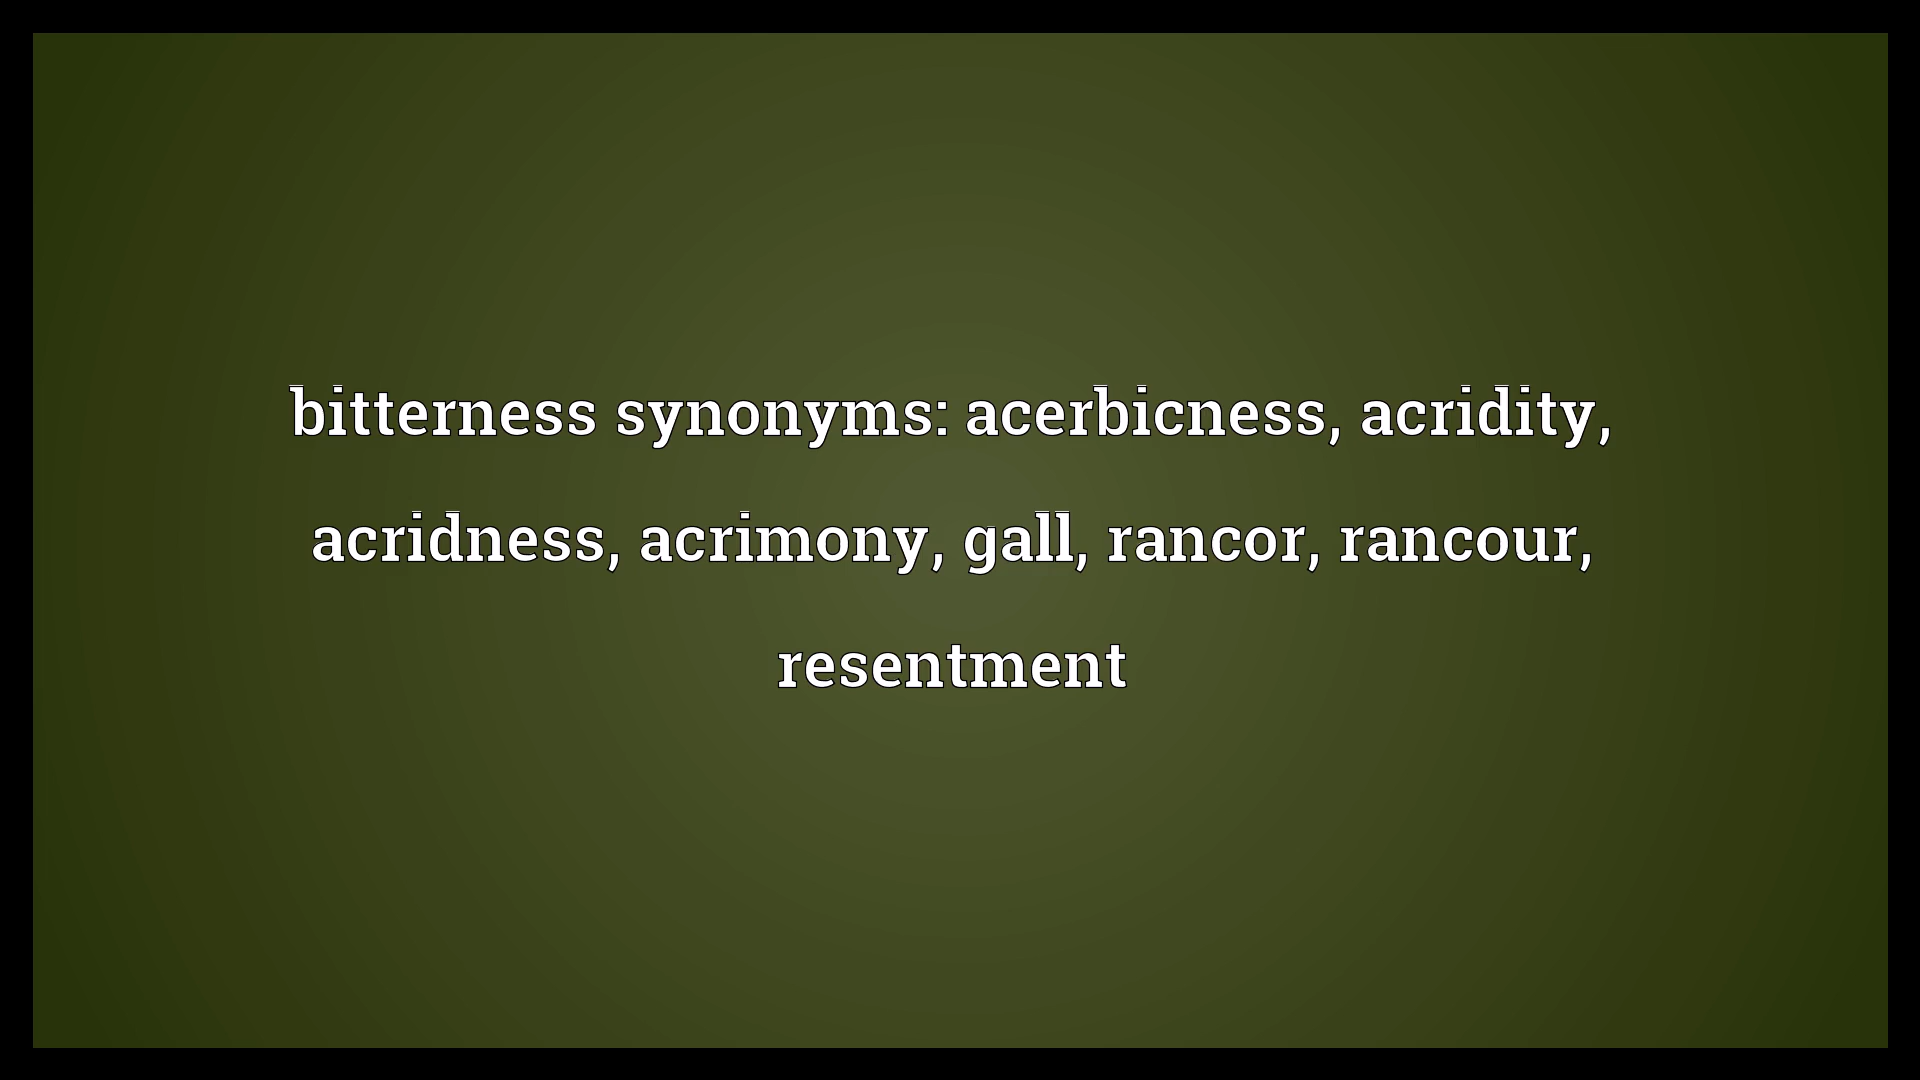 bitterness synonyms: acerbicness, acridity,
acridness, acrimony, gall, rancor, rancour,
resentment